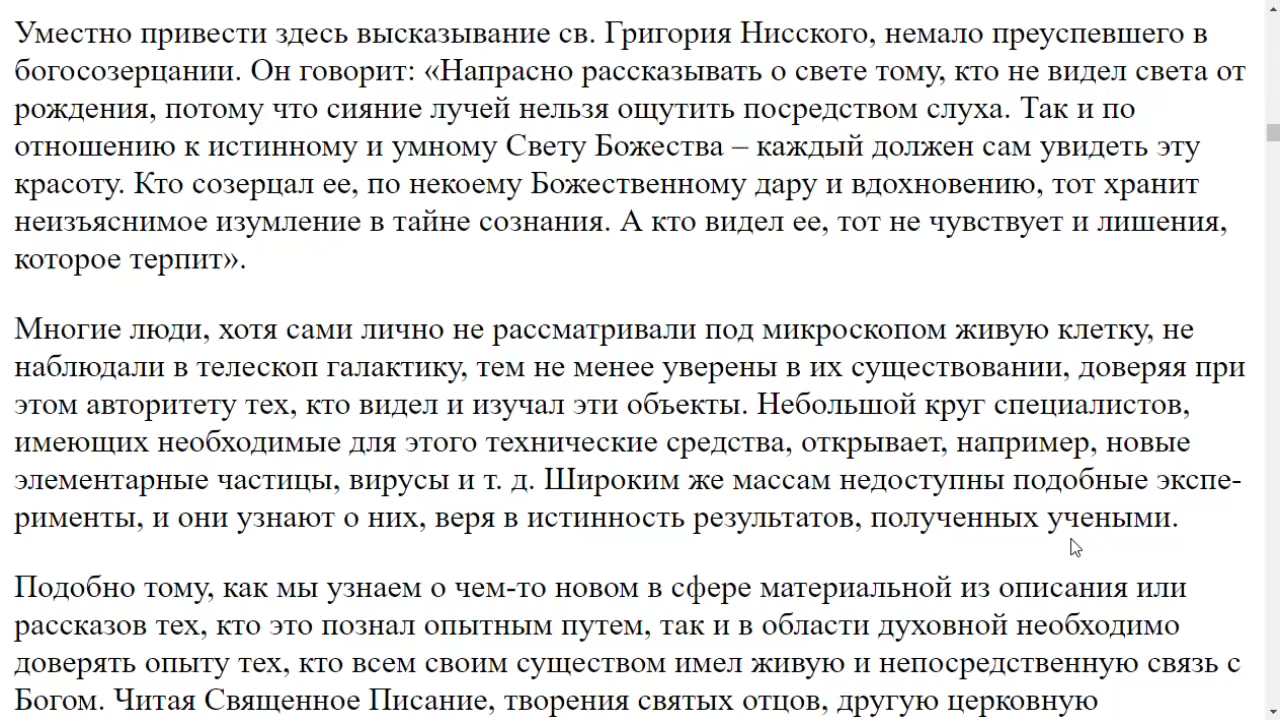 Уместно привести здесь высказывание св. Григория Нисского, немало преуспевшего в
богосозерцании. Он говорит: «Напрасно рассказывать о свете тому, кто не видел света от
рождения, потому что сияние лучей нельзя ощутить посредством слуха. Так и по
отношению к истинному и умному Свету Божества – каждый должен сам увидеть эту
красоту. Кто созерцал ее, по некоему Божественному дару и вдохновению, тот хранит
неизъяснимое изумление в тайне сознания. А кто видел ее, тот не чувствует и лишения,
которое терпит».
Многие люди, хотя сами лично не рассматривали под микроскопом живую клетку, не
наблюдали в телескоп галактику, тем не менее уверены в их существовании, доверяя при
этом авторитету тех, кто видел и изучал эти объекты. Небольшой круг специалистов,
имеющих необходимые для этого технические средства, открывает, например, новые
элементарные частицы, вирусы и т. д. Широким же массам недоступны подобные экспе-
рименты, и они узнают о них, веря в истинность результатов, полученных учеными.
Подобно тому, как мы узнаем о чем-то новом в сфере материальной из описания или
рассказов тех, кто это познал опытным путем, так и в области духовной необходимо
доверять опыту тех, кто всем своим существом имел живую и непосредственную связь с
Богом. Читая Священное Писание, творения святых отцов, другую церковную